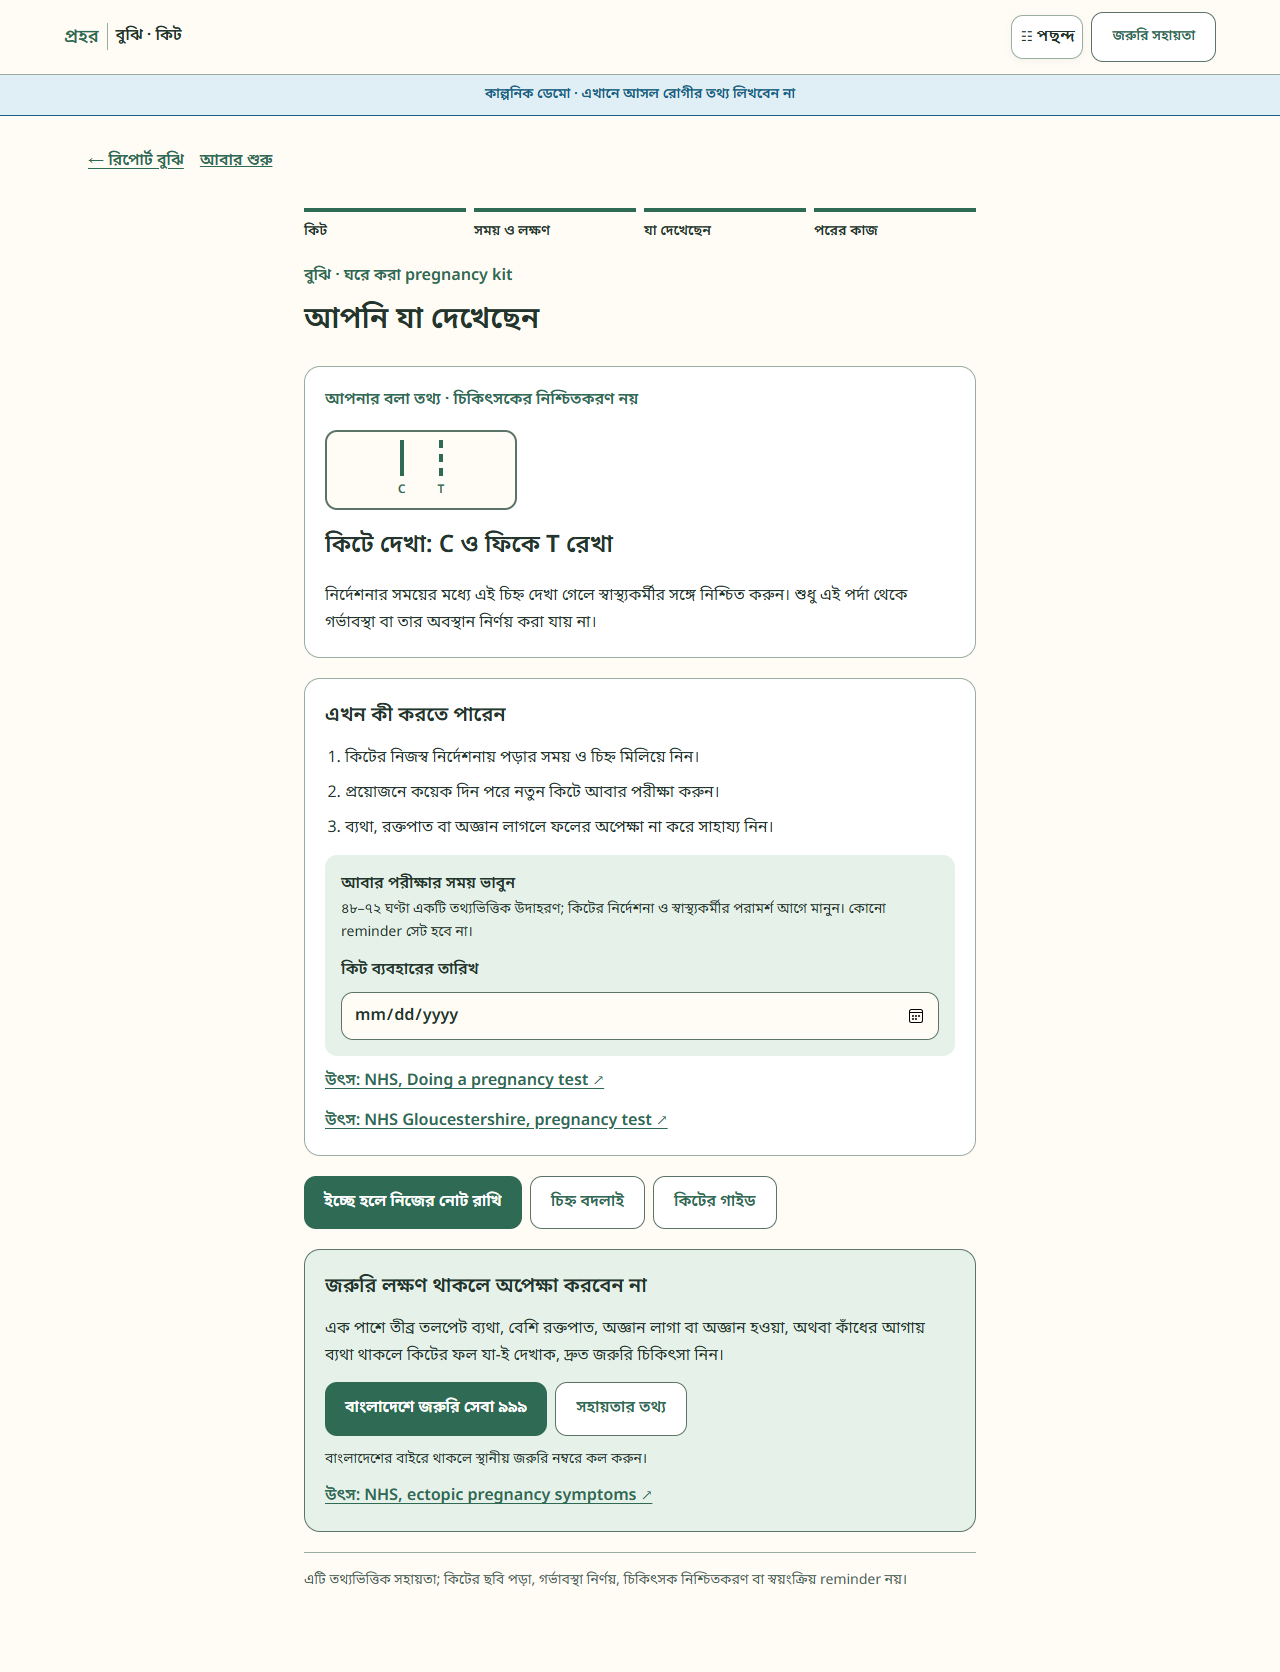 প্রহর
বুঝি · কিট
☷ পছন্দ
জরুরি সহায়তা
কাল্পনিক ডেমো · এখানে আসল রোগীর তথ্য লিখবেন না
← রিপোর্ট বুঝি
আবার শুরু
কিট
সময় ও লক্ষণ
যা দেখেছেন
পরের কাজ
বুঝি · ঘরে করা pregnancy kit
আপনি যা দেখেছেন
আপনার বলা তথ্য · চিকিৎসকের নিশ্চিতকরণ নয়
C T
কিটে দেখা: C ও ফিকে T রেখা
নির্দেশনার সময়ের মধ্যে এই চিহ্ন দেখা গেলে স্বাস্থ্যকর্মীর সঙ্গে নিশ্চিত করুন। শুধু এই পর্দা থেকে
গর্ভাবস্থা বা তার অবস্থান নির্ণয় করা যায় না।
এখন কী করতে পারেন
1. কিটের নিজস্ব নির্দেশনায় পড়ার সময় ও চিহ্ন মিলিয়ে নিন।
2. প্রয়োজনে কয়েক দিন পরে নতুন কিটে আবার পরীক্ষা করুন।
3. ব্যথা, রক্তপাত বা অজ্ঞান লাগলে ফলের অপেক্ষা না করে সাহায্য নিন।
আবার পরীক্ষার সময় ভাবুন
৪৮–৭২ ঘণ্টা একটি তথ্যভিত্তিক উদাহরণ; কিটের নির্দেশনা ও স্বাস্থ্যকর্মীর পরামর্শ আগে মানুন। কোনো
reminder সেট হবে না।
কিট ব্যবহারের তারিখ
mm/dd/yyyy
উৎস: NHS, Doing a pregnancy test ↗
উৎস: NHS Gloucestershire, pregnancy test ↗
ইচ্ছে হলে নিজের নোট রাখি
চিহ্ন বদলাই
কিটের গাইড
জরুরি লক্ষণ থাকলে অপেক্ষা করবেন না
এক পাশে তীব্র তলপেট ব্যথা, বেশি রক্তপাত, অজ্ঞান লাগা বা অজ্ঞান হওয়া, অথবা কাঁধের আগায়
ব্যথা থাকলে কিটের ফল যা-ই দেখাক, দ্রুত জরুরি চিকিৎসা নিন।
বাংলাদেশে জরুরি সেবা ৯৯৯
সহায়তার তথ্য
বাংলাদেশের বাইরে থাকলে স্থানীয় জরুরি নম্বরে কল করুন।
উৎস: NHS, ectopic pregnancy symptoms ↗
এটি তথ্যভিত্তিক সহায়তা; কিটের ছবি পড়া, গর্ভাবস্থা নির্ণয়, চিকিৎসক নিশ্চিতকরণ বা স্বয়ংক্রিয় reminder নয়।